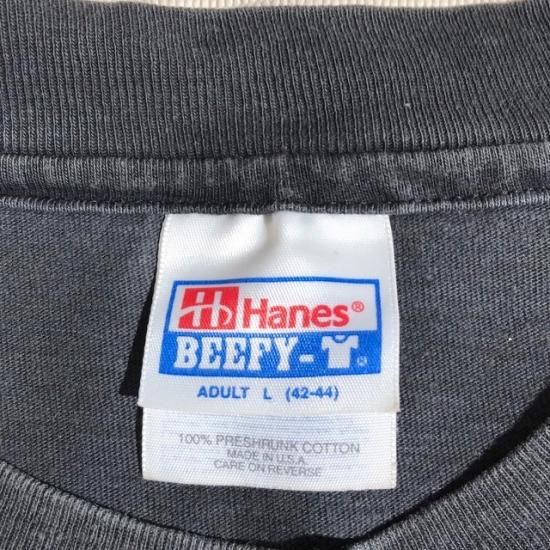 Hanes®
BEEFY-
®
ADULT L (42-44)
100% PRESHRUNK COTTON
MADE IN U.S.A
CARE ON REVERSE